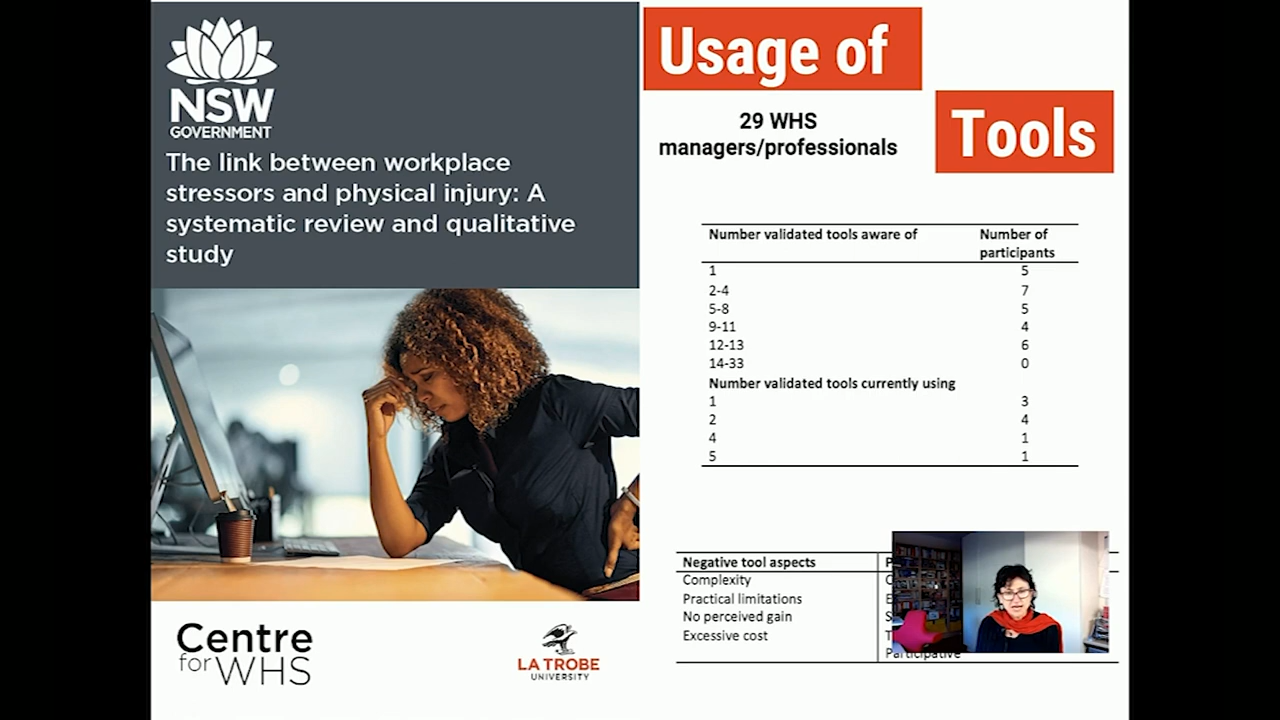 NSW
GOVERNMENT
The link between workplace
stressors and physical injury: A
systematic review and qualitative
study
Centre
for WHS
LA TROBE
UNIVERSITY
Usage of
Tools
29 WHS
managers/professionals
Number validated tools aware of Number of
participants
1 5
2-4 7
5-8 5
9-11 4
12-13 6
14-33 0
Number validated tools currently using
1 3
2 4
4 1
5 1
Negative tool aspects
Complexity
Practical limitations
No perceived gain
Excessive cost
Participative